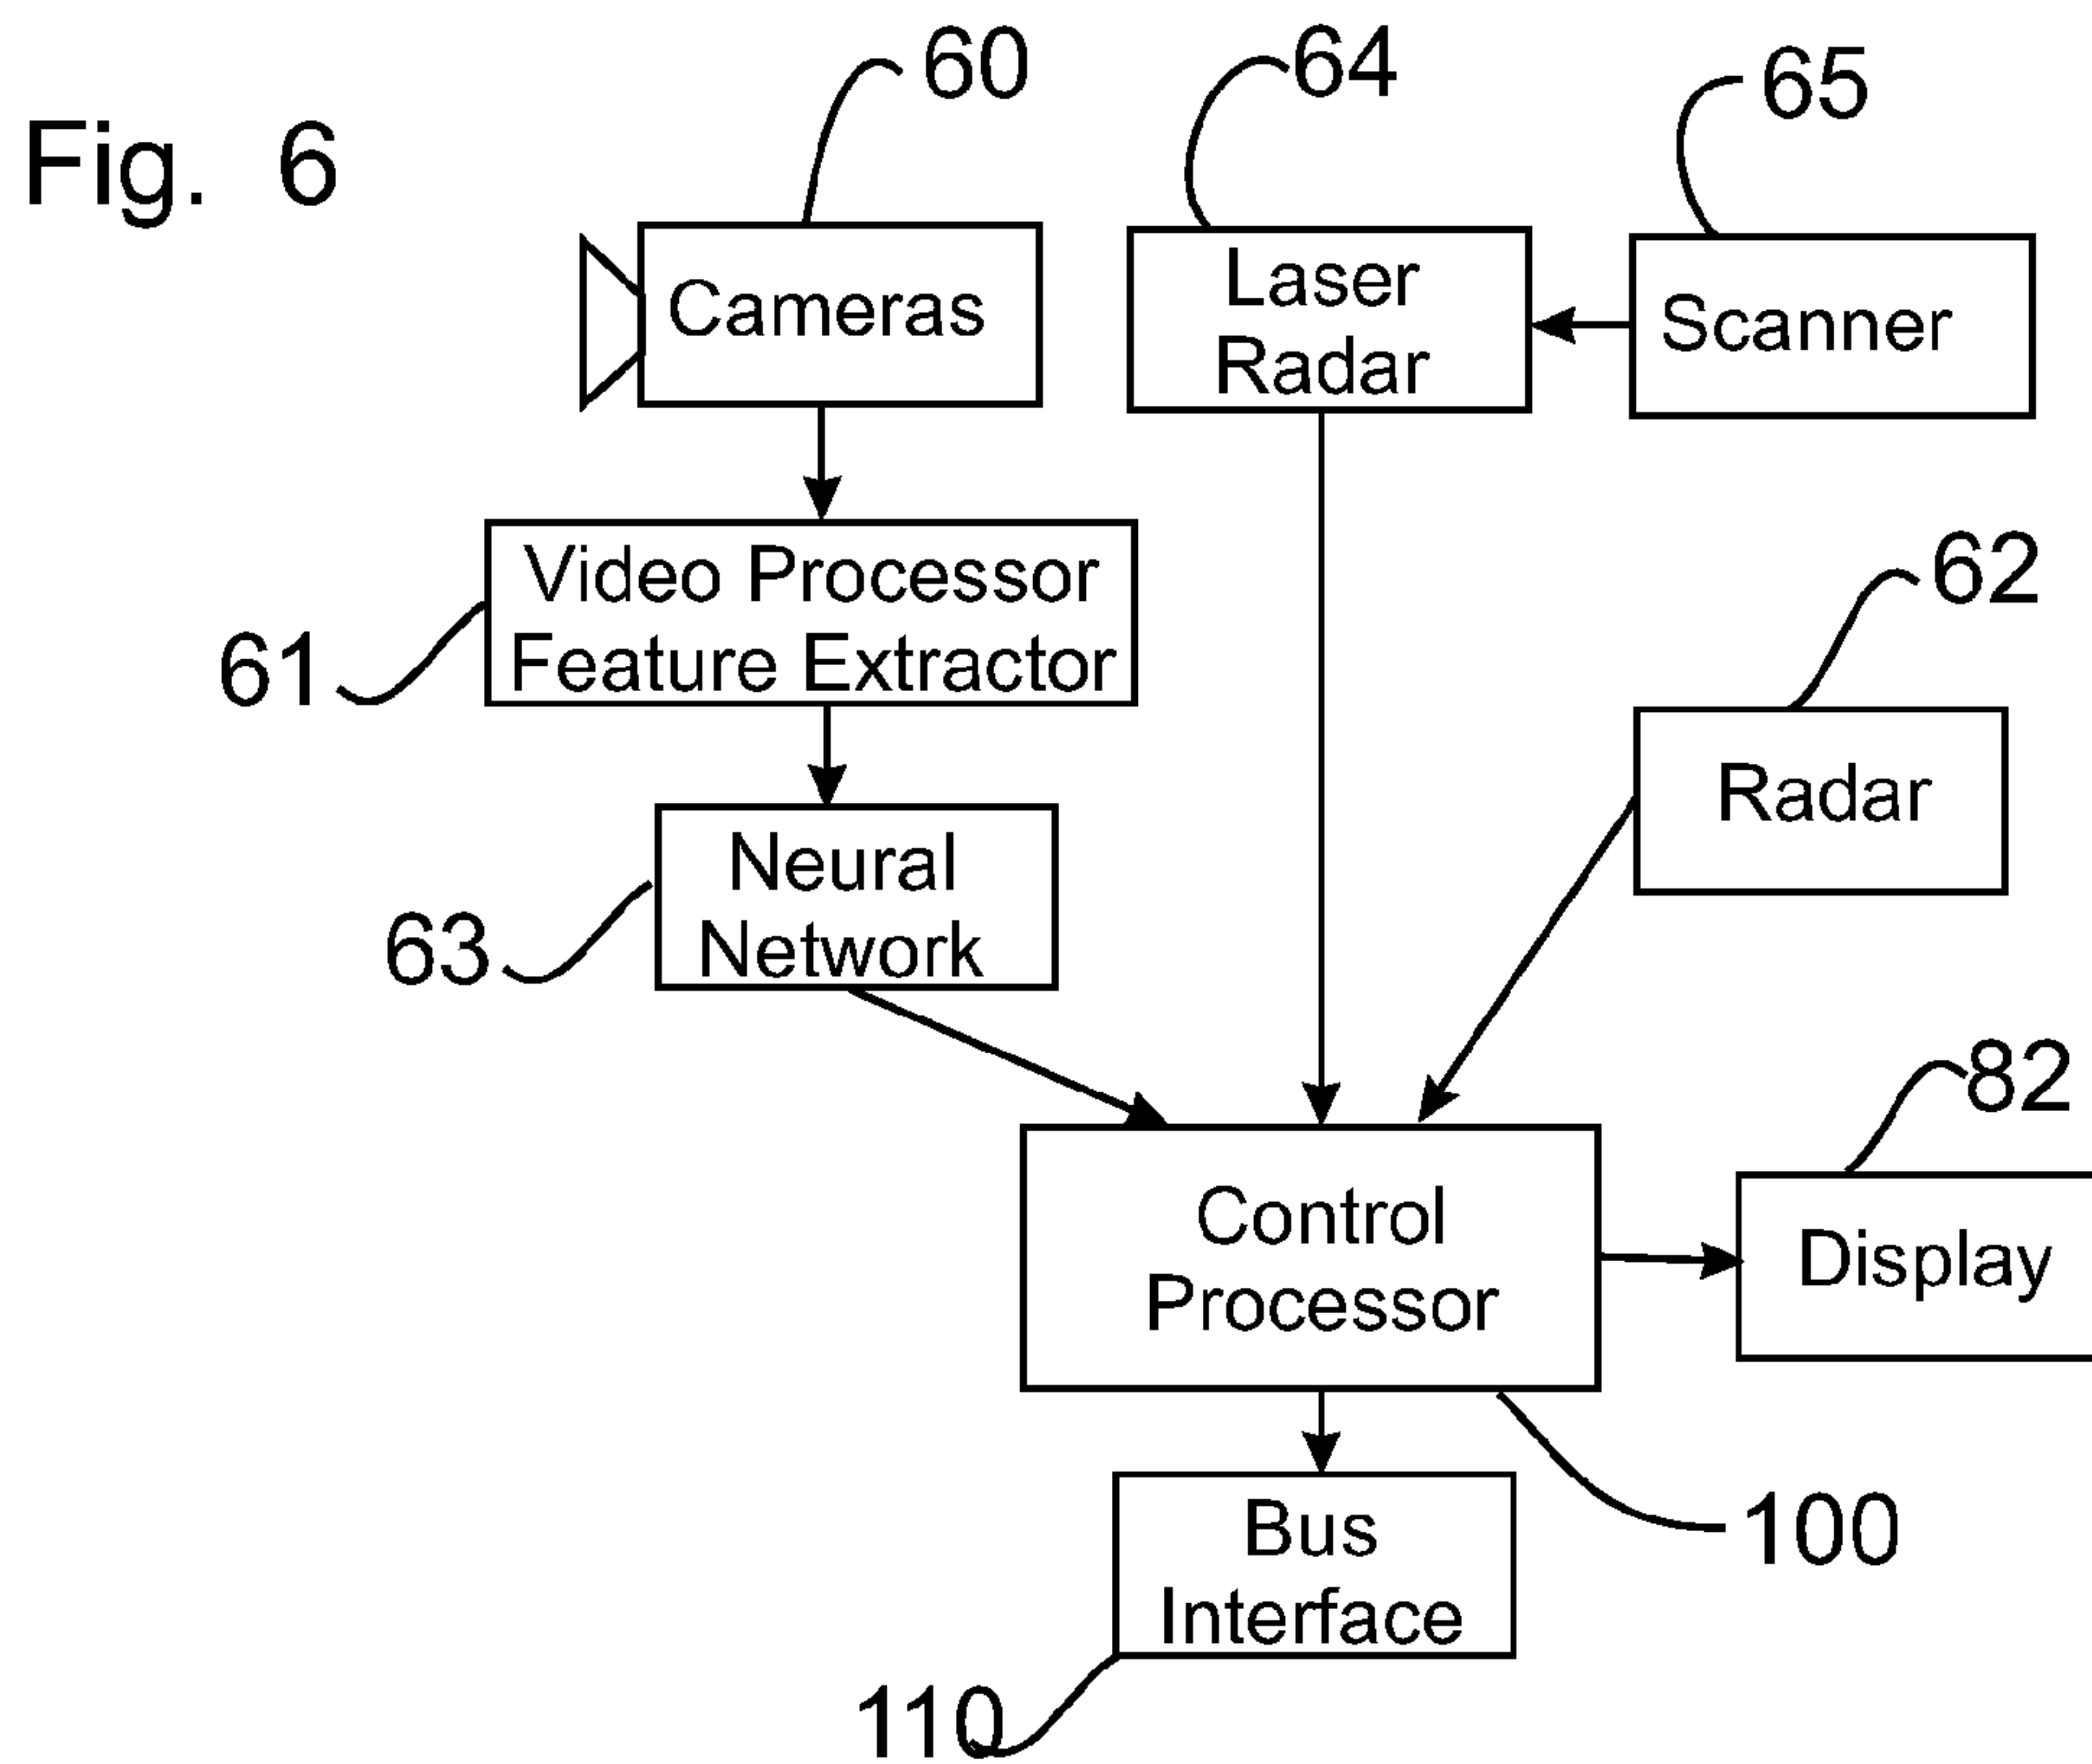 Fig. 6
60
64
65
Cameras
Laser
Radar
Scanner
Video Processor
Feature Extractor
61
62
Radar
Neural
Network
63
82
Control
Processor
Display
100
Bus
Interface
110